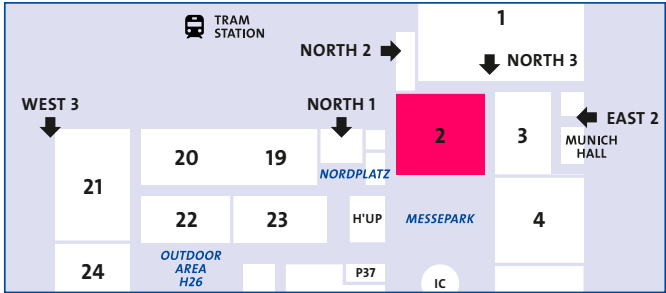 1
TRAM
STATION
NORTH 2
NORTH 3
WEST 3
NORTH 1
EAST 2
2
3
MUNICH
HALL
20
19
NORDPLATZ
21
22
23
H'UP
MESSEPARK
4
OUTDOOR
AREA
H26
24
P37
IC